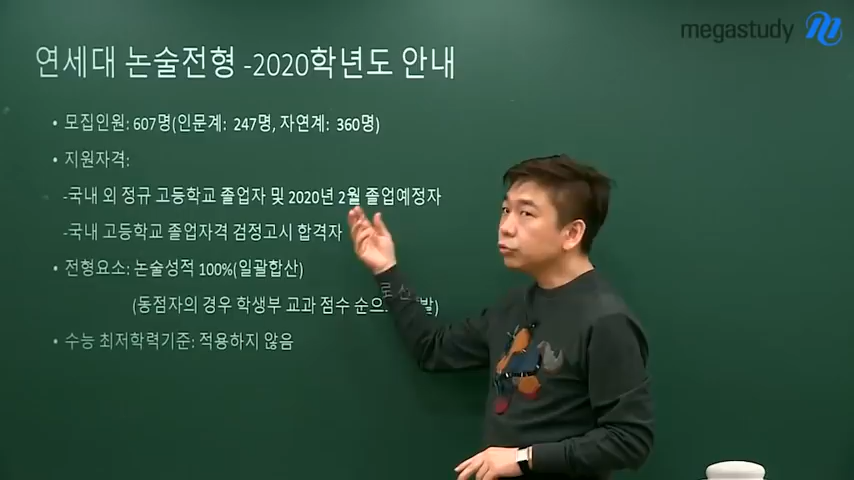 megastudy
연세대 논술전형 -2020학년도 안내
• 모집인원: 607명(인문계: 247명, 자연계: 360명)
• 지원자격:
-국내 외 정규 고등학교 졸업자 및 2020년 2월 졸업예정자
-국내 고등학교 졸업자격 검정고시 합격자
• 전형요소: 논술성적 100%(일괄합산)
(동점자의 경우 학생부 교과 점수
• 수능 최저학력기준: 적용하지 않음